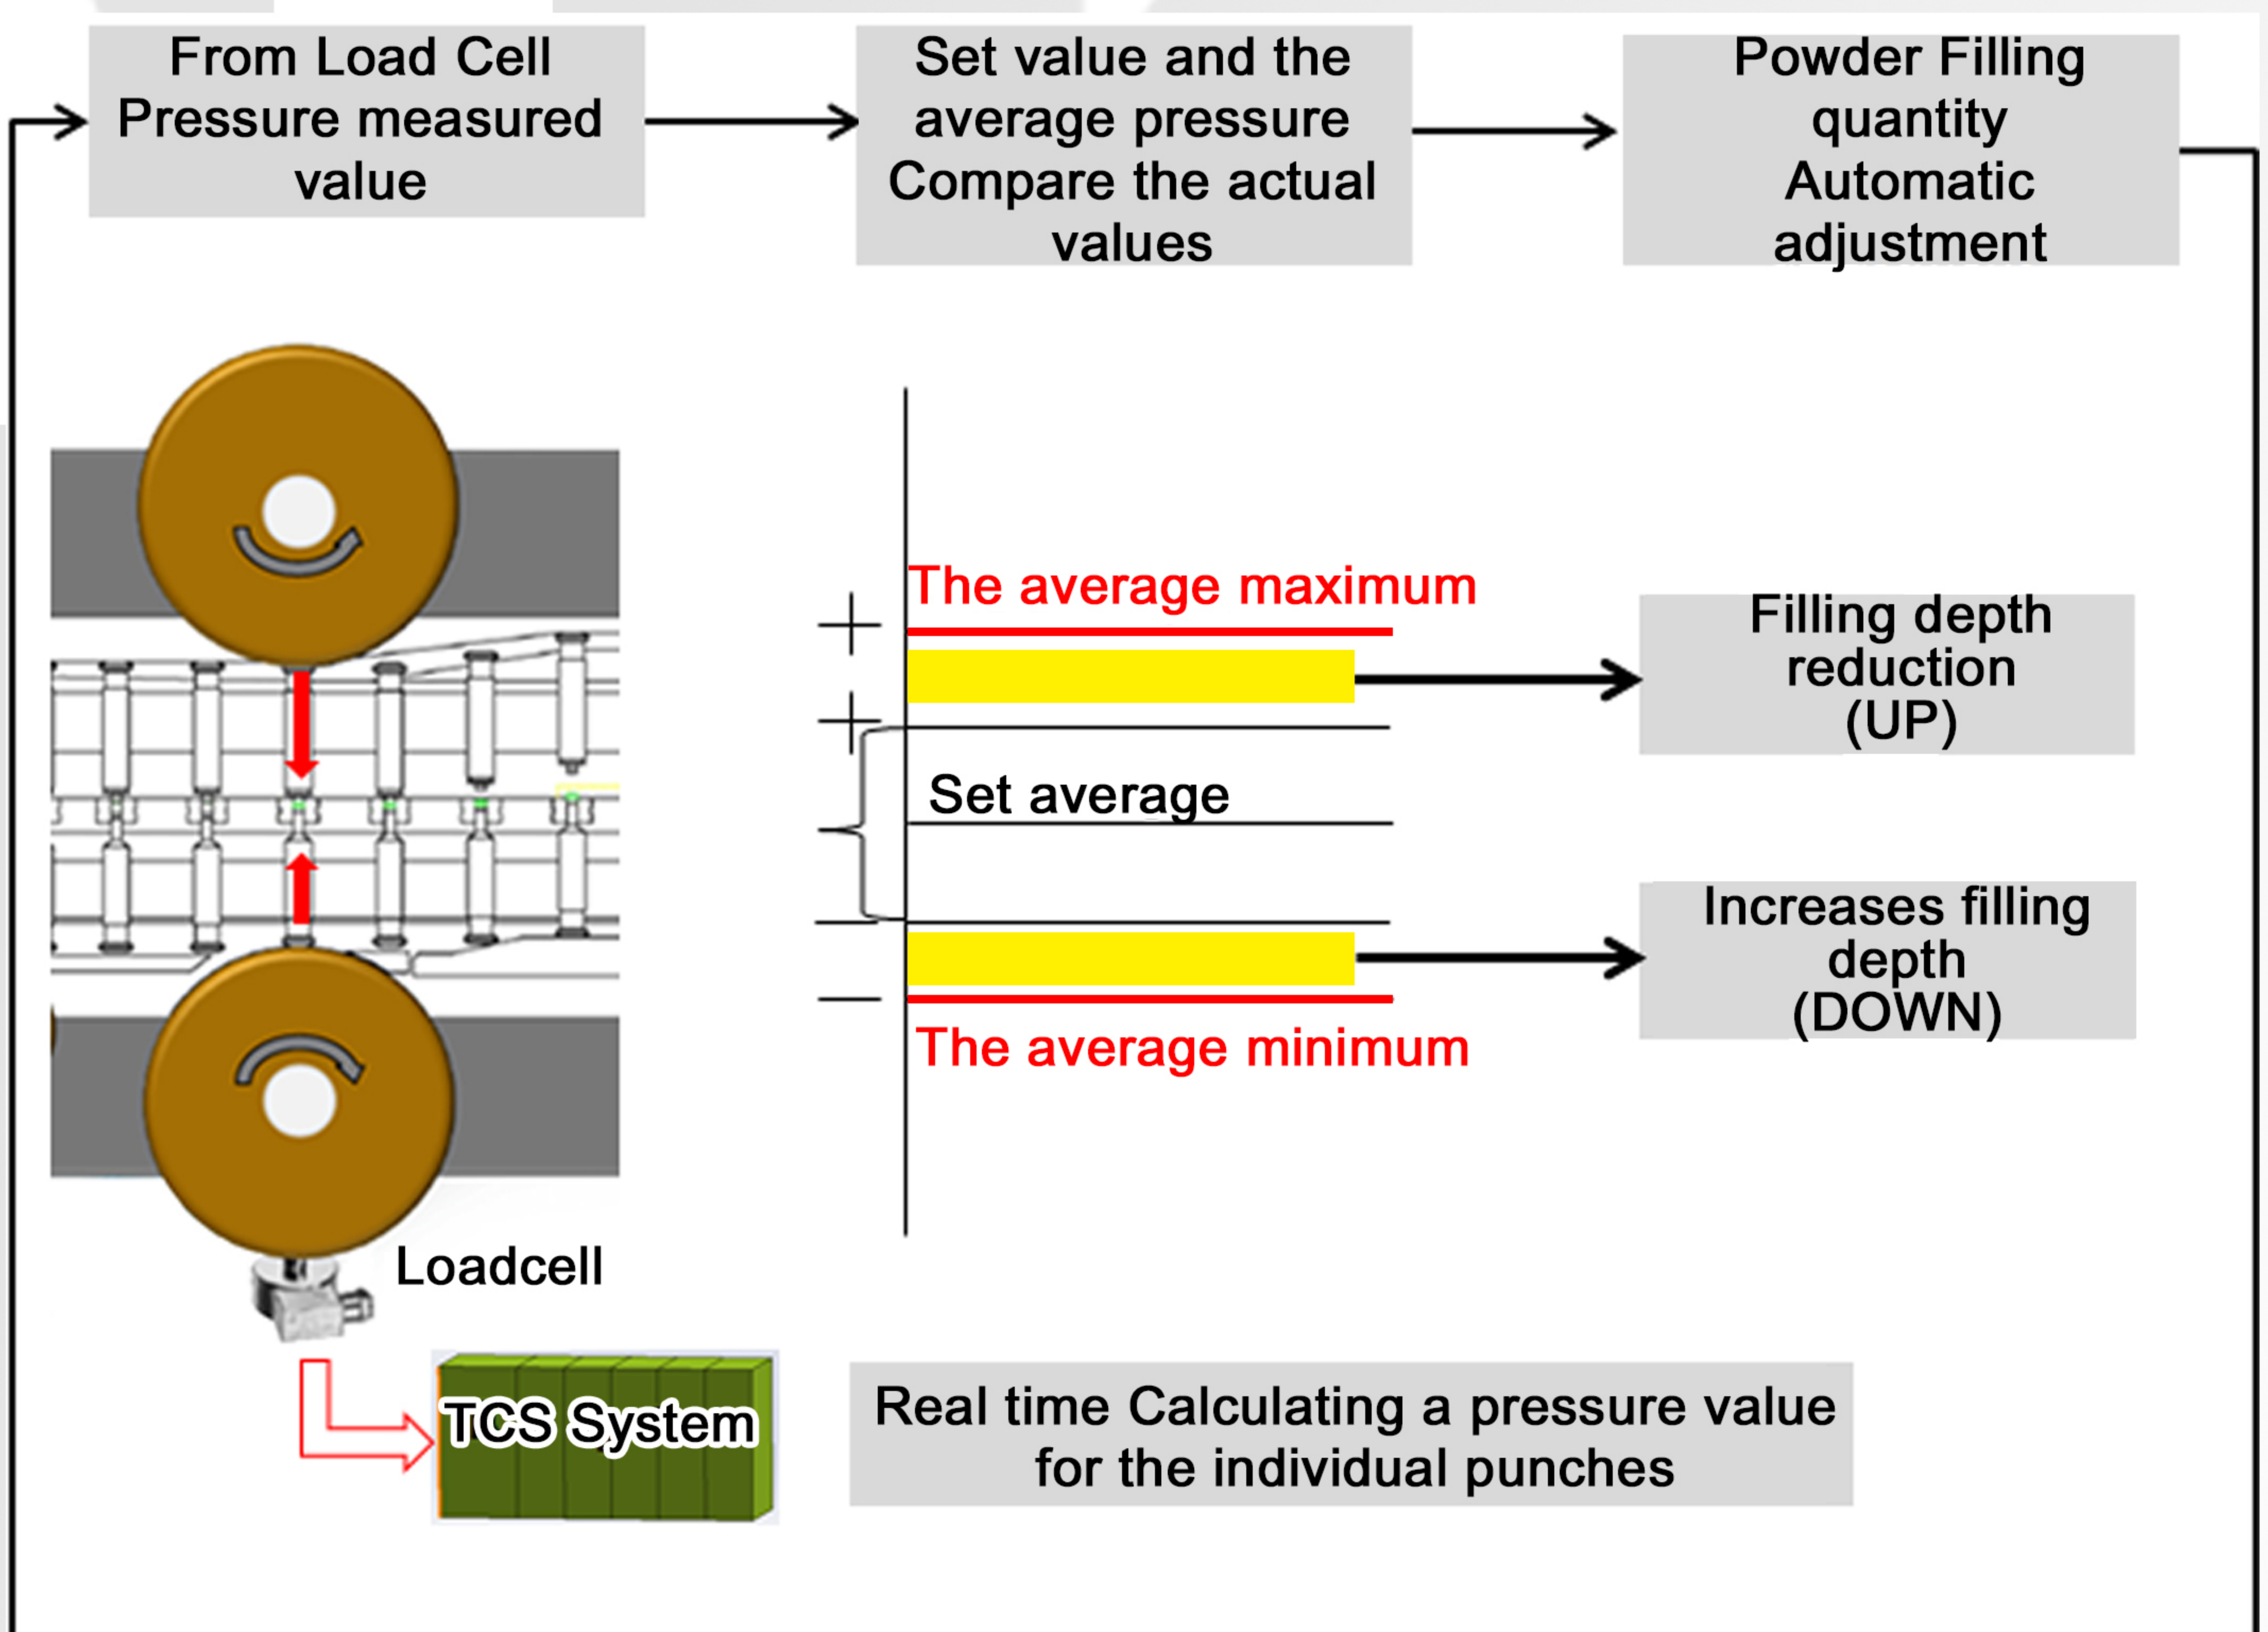 From Load Cell
Pressure measured
value
Set value and the
average pressure
Compare the actual
values
Powder Filling
quantity
Automatic
adjustment
The average maximum
Filling depth
reduction
(UP)
Set average
Increases filling
depth
(DOWN)
The average minimum
Loadcell
TCS System
Real time Calculating a pressure value
for the individual punches